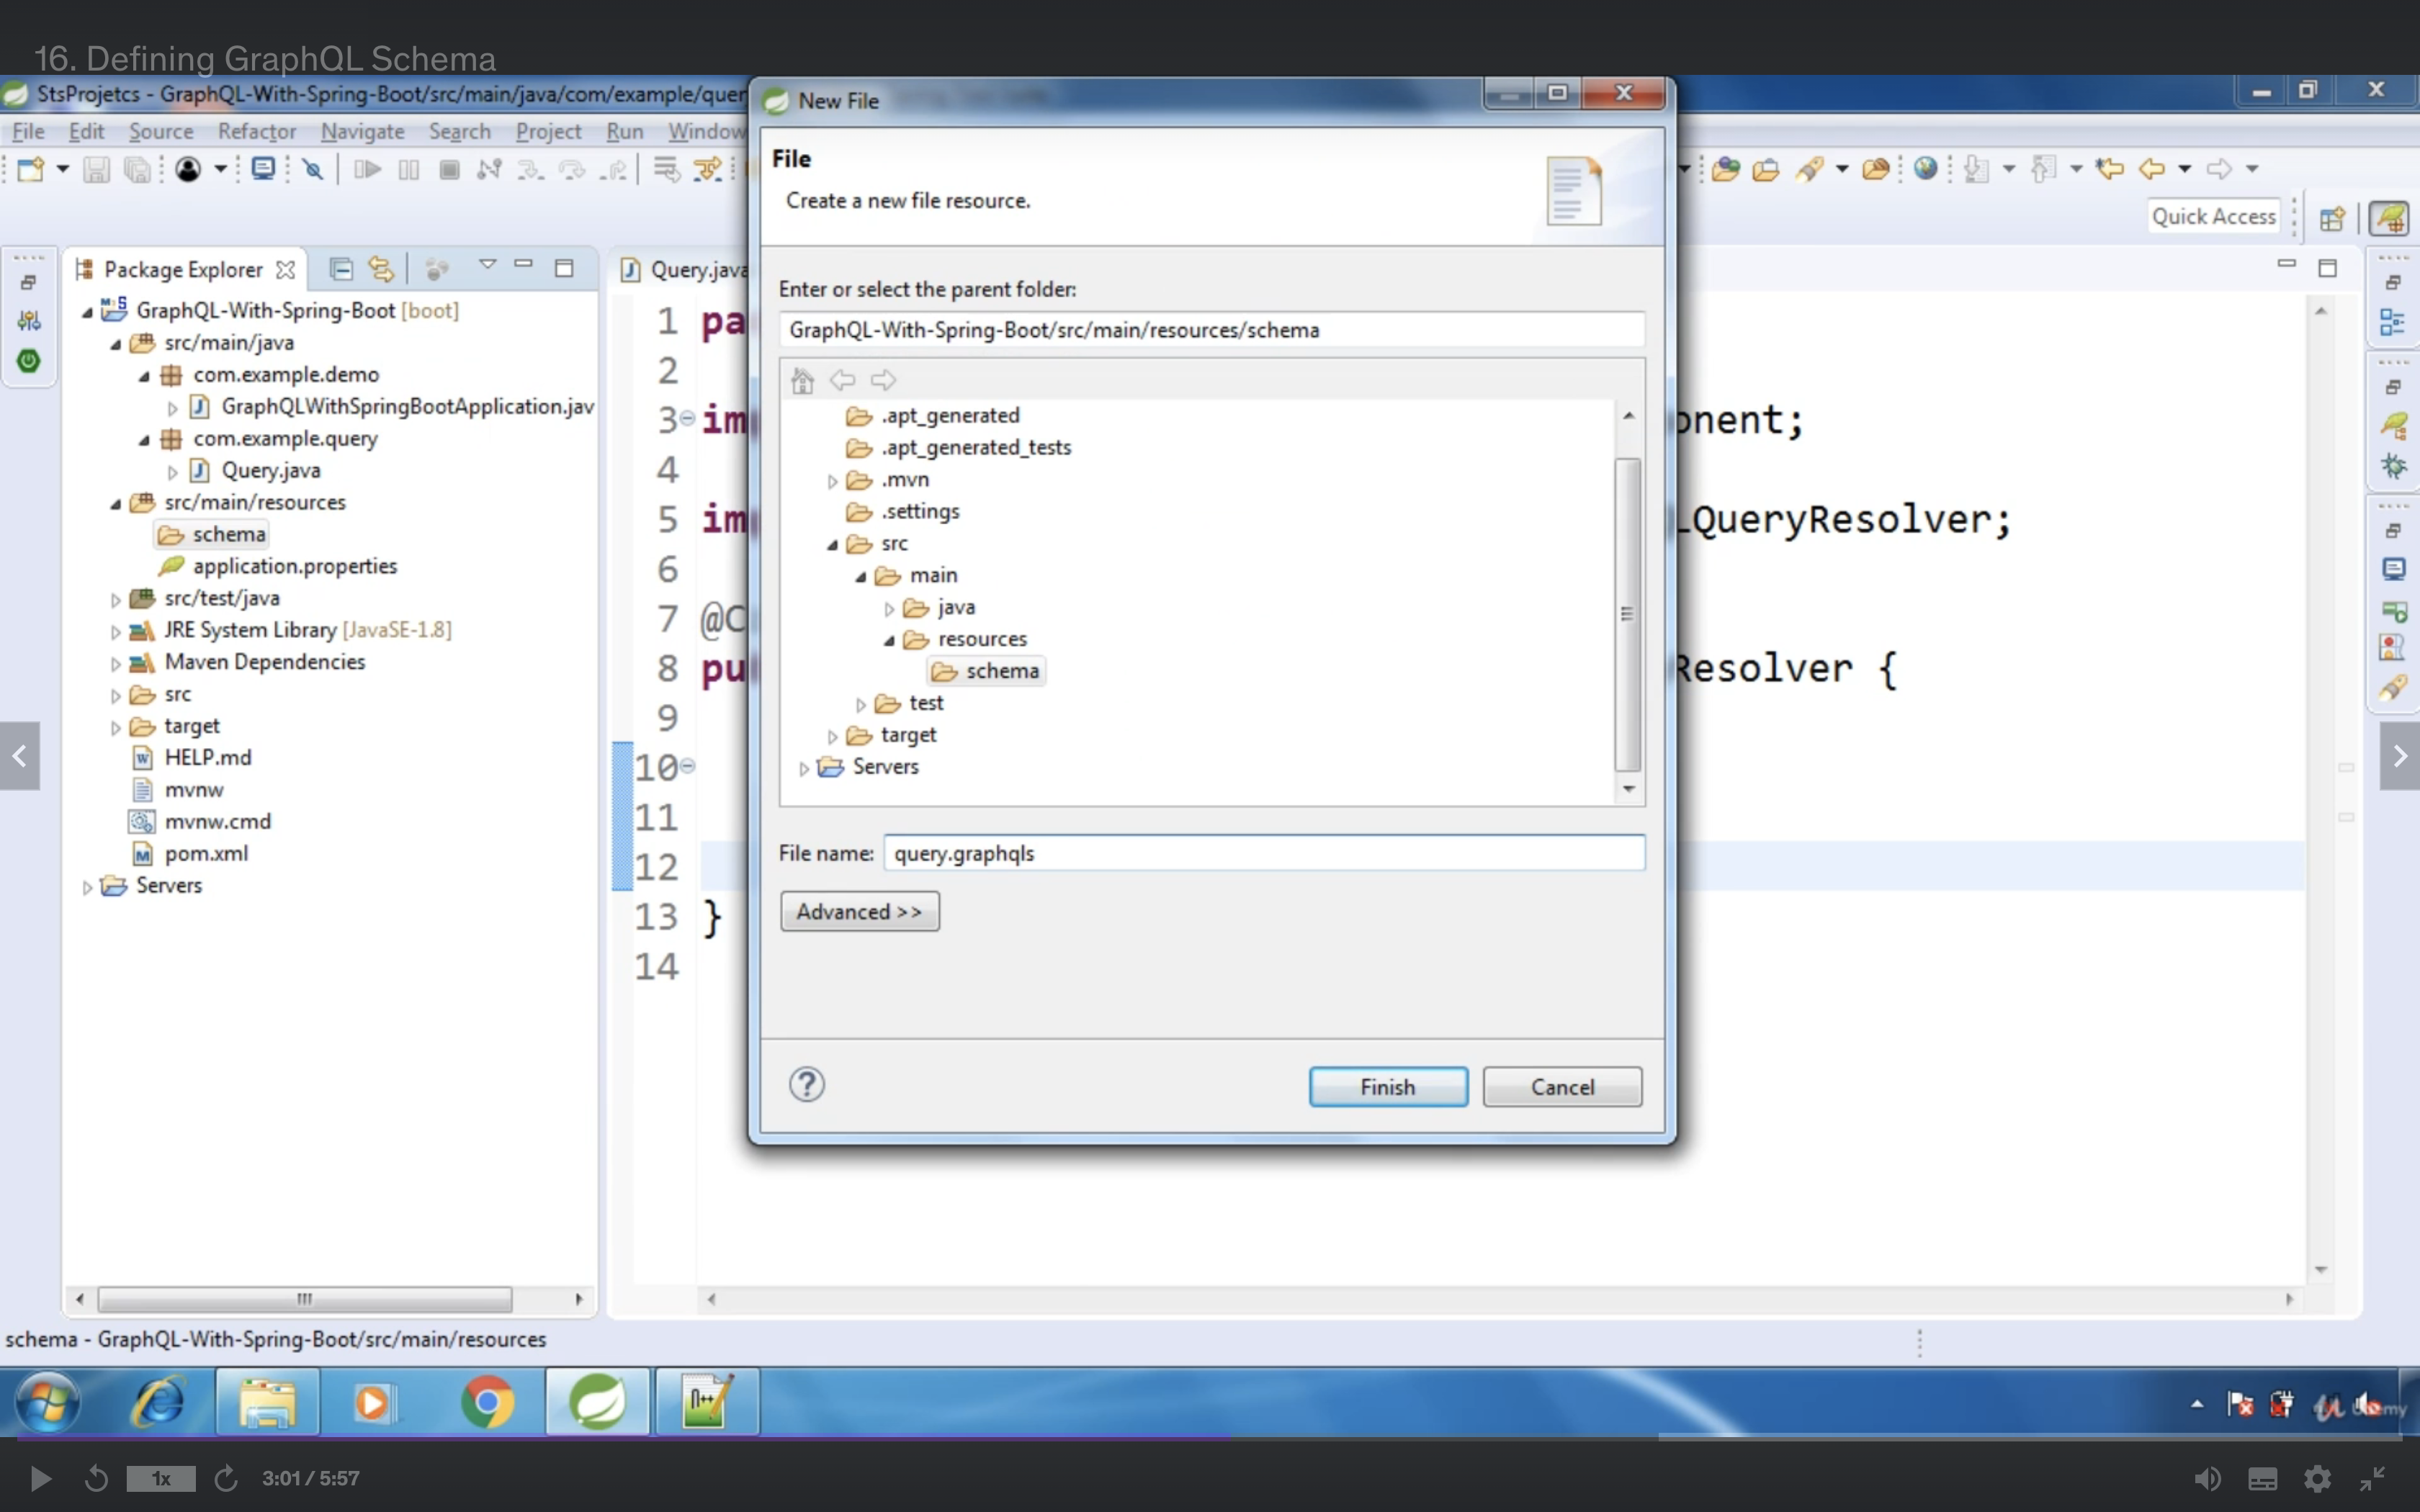 16. Defining GraphQL Schema
StsProjetcs - GraphQL-With-Spring-Boot/src/main/java/com/example/quer
File Edit Source Refactor Navigate Search Project Run Window
Quick Access
Package Explorer
GraphQL-With-Spring-Boot [boot]
src/main/java
com.example.demo
GraphQLWithSpringBootApplication.jav
com.example.query
Query.java
src/main/resources
schema
application.properties
src/test/java
JRE System Library [JavaSE-1.8]
Maven Dependencies
src
target
HELP.md
mvnw
mvnw.cmd
pom.xml
Servers
Query.java
1 pa
2
3 im onent;
4
5 im LQueryResolver;
6
7 @C
8 pu Resolver {
9
10
11
12
13 }
14
New File
File
Create a new file resource.
Enter or select the parent folder:
GraphQL-With-Spring-Boot/src/main/resources/schema
.apt_generated
.apt_generated_tests
.mvn
.settings
src
main
java
resources
schema
test
target
Servers
File name: query.graphqls
Advanced >>
Finish Cancel
schema - GraphQL-With-Spring-Boot/src/main/resources
1x 3:01 / 5:57